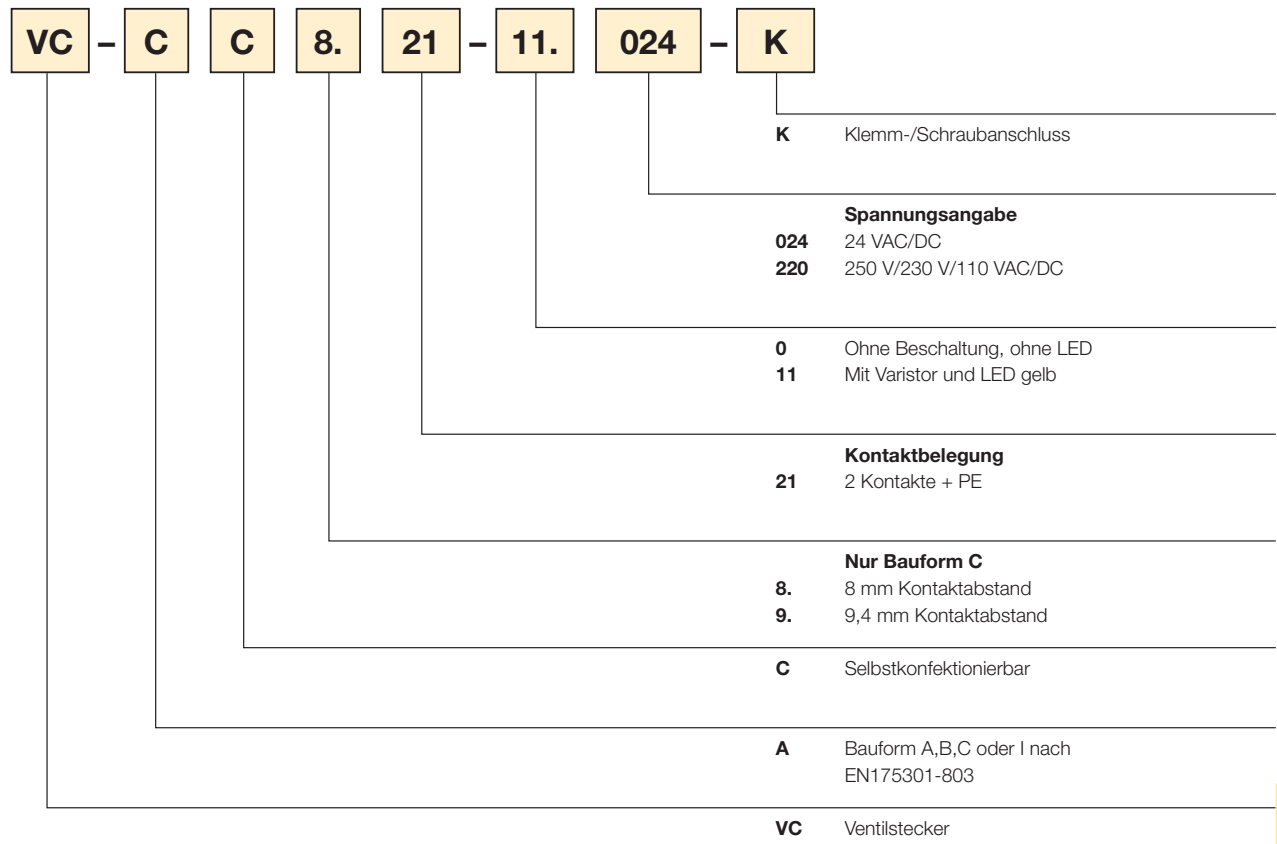 VC – C C 8. 21 – 11. 024 – K
K Klemm-/Schraubanschluss
Spannungsangabe
024 24 VAC/DC
220 250 V/230 V/110 VAC/DC
0 Ohne Beschaltung, ohne LED
11 Mit Varistor und LED gelb
Kontaktbelegung
21 2 Kontakte + PE
Nur Bauform C
8. 8 mm Kontaktabstand
9. 9,4 mm Kontaktabstand
C Selbstkonfektionierbar
A Bauform A,B,C oder I nach
EN175301-803
VC Ventilstecker